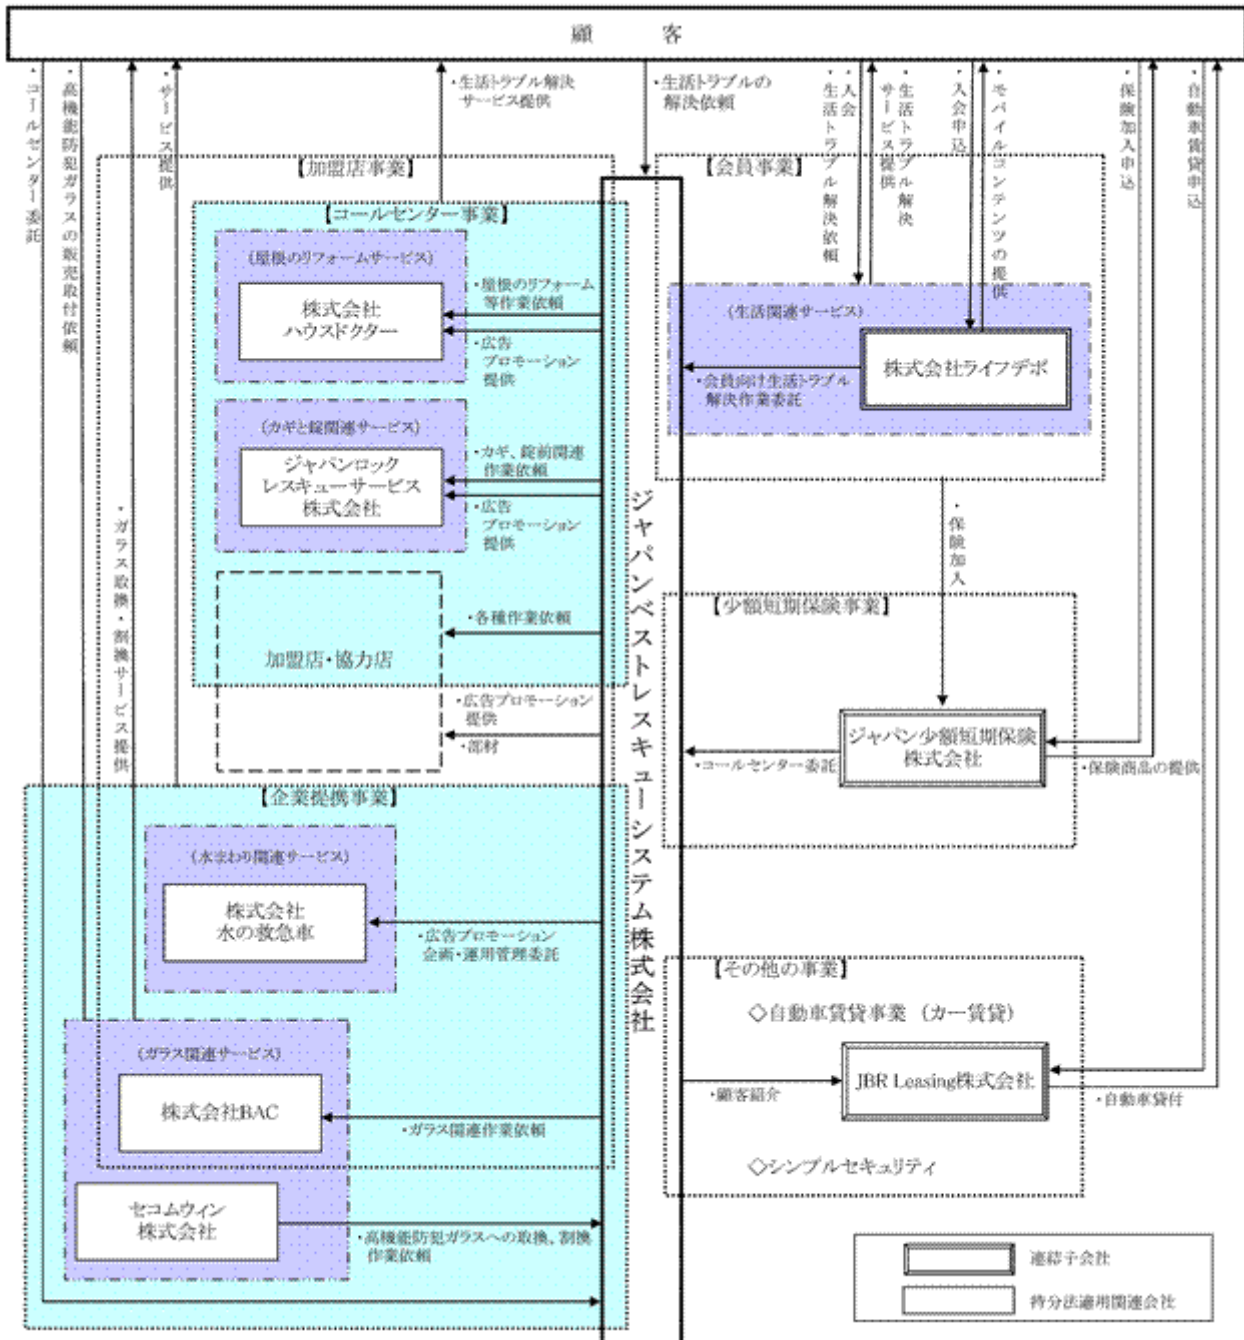 顧　客
・コールセンター委託
・高機能防犯ガラスの販売取付依頼
・ガラス取換・割換サービス提供
・サービス提供
・生活トラブル解決
サービス提供
・生活トラブルの
解決依頼
・入会
・生活トラブル解決依頼
・生活トラブル解決
サービス提供
・入会申込
・モバイルコンテンツの提供
・保険加入申込
・自動車賃貸申込
【加盟店事業】
【コールセンター事業】
(屋根のリフォームサービス)
株式会社
ハウスドクター
・屋根のリフォーム
等作業依頼
・広告
プロモーション
提供
(カギと錠関連サービス)
ジャパンロック
レスキューサービス
株式会社
・カギ、錠前関連
作業依頼
・広告
プロモーション
提供
加盟店・協力店
・各種作業依頼
・広告プロモーション
提供
・部材
【企業提携事業】
(水まわり関連サービス)
株式会社
水の救急車
・広告プロモーション
企画・運用管理委託
(ガラス関連サービス)
株式会社BAC
・ガラス関連作業依頼
セコムウィン
株式会社
・高機能防犯ガラスへの取換、割換
作業依頼
ジャパンベストレスキューシステム株式会社
【会員事業】
(生活関連サービス)
株式会社ライフデポ
・会員向け生活トラブル
解決作業委託
・保険加入
【少額短期保険事業】
ジャパン少額短期保険
株式会社
・コールセンター委託
・保険商品の提供
【その他の事業】
◇自動車賃貸事業 (カー賃貸)
JBR Leasing株式会社
・顧客紹介
・自動車貸付
◇シンプルセキュリティ
連結子会社
持分法適用関連会社